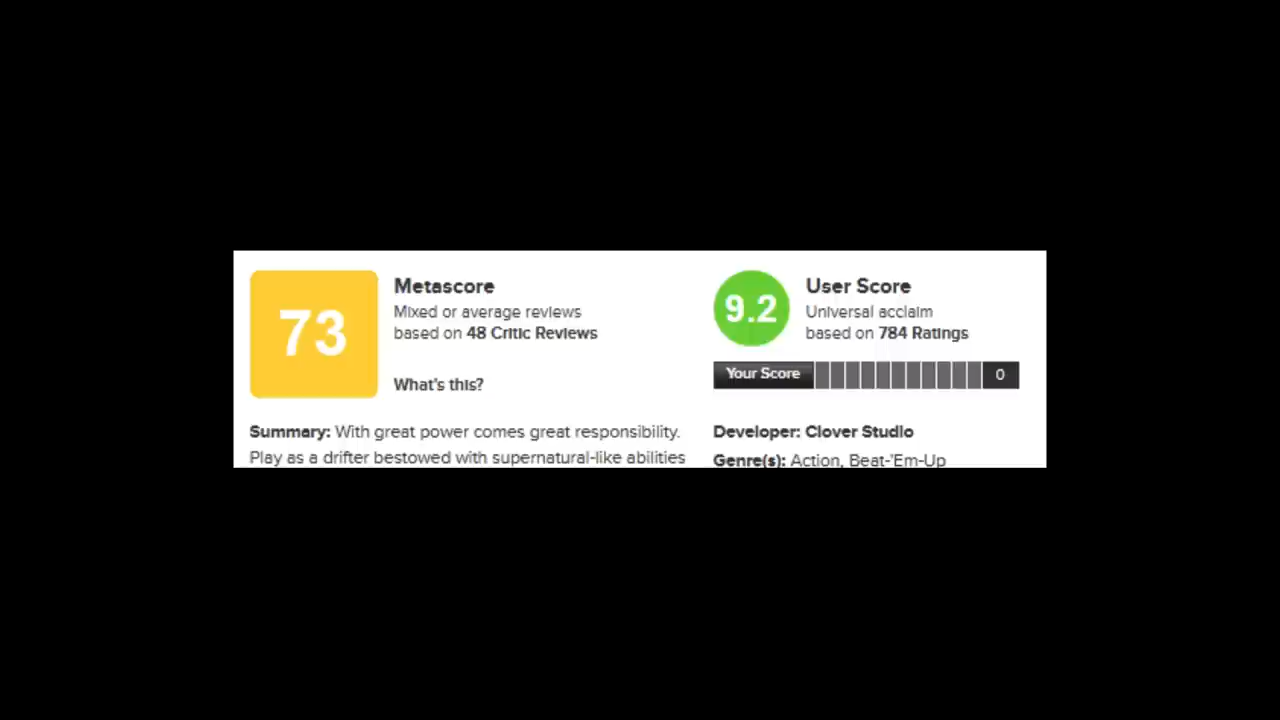 73
Metascore
Mixed or average reviews
based on 48 Critic Reviews
What's this?
9.2
User Score
Universal acclaim
based on 784 Ratings
Your Score 0
Summary: With great power comes great responsibility.
Play as a drifter bestowed with supernatural-like abilities
Developer: Clover Studio
Genre(s): Action, Beat-'Em-Up